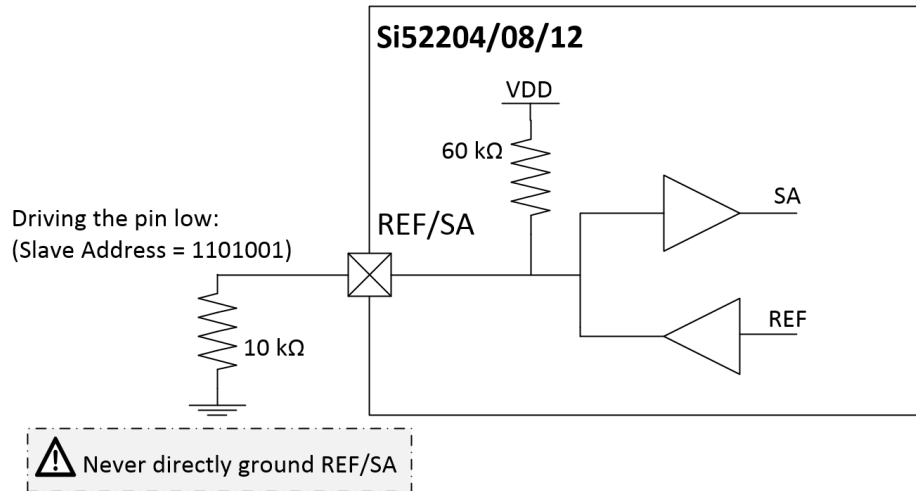 Si52204/08/12
VDD
60 kΩ
SA
Driving the pin low:
(Slave Address = 1101001)
REF/SA
REF
10 kΩ
Never directly ground REF/SA